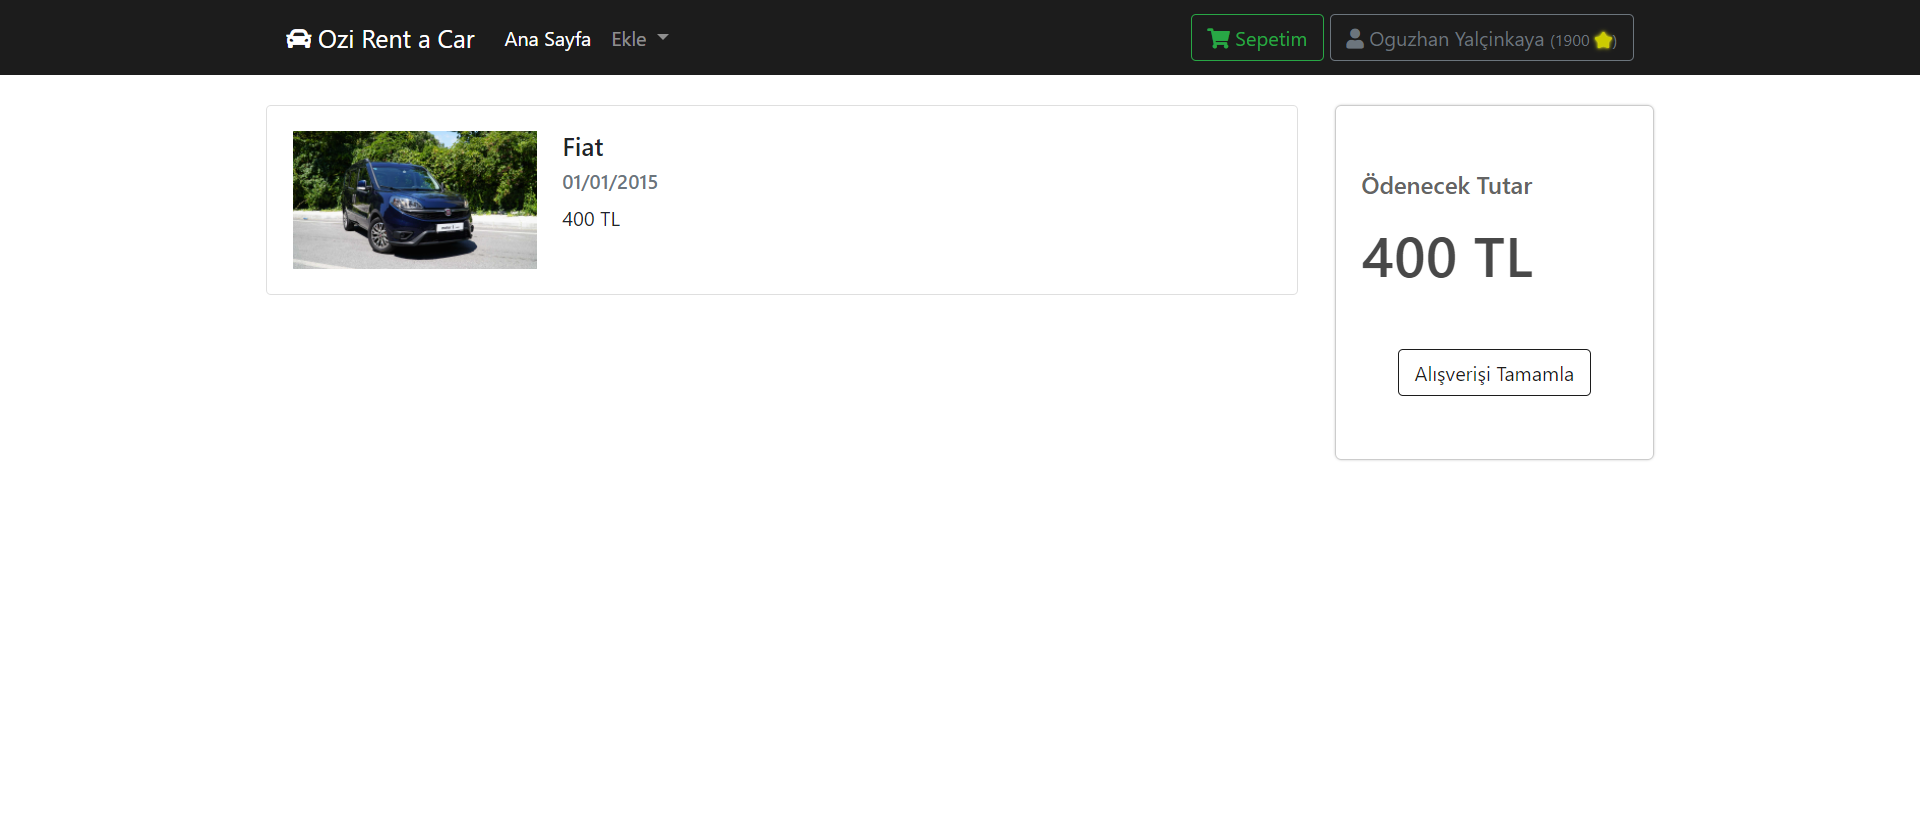 Ozi Rent a Car Ana Sayfa Ekle Sepetim Oguzhan Yalçinkaya (1900 )
Fiat
01/01/2015
400 TL
Ödenecek Tutar
400 TL
Alışverişi Tamamla